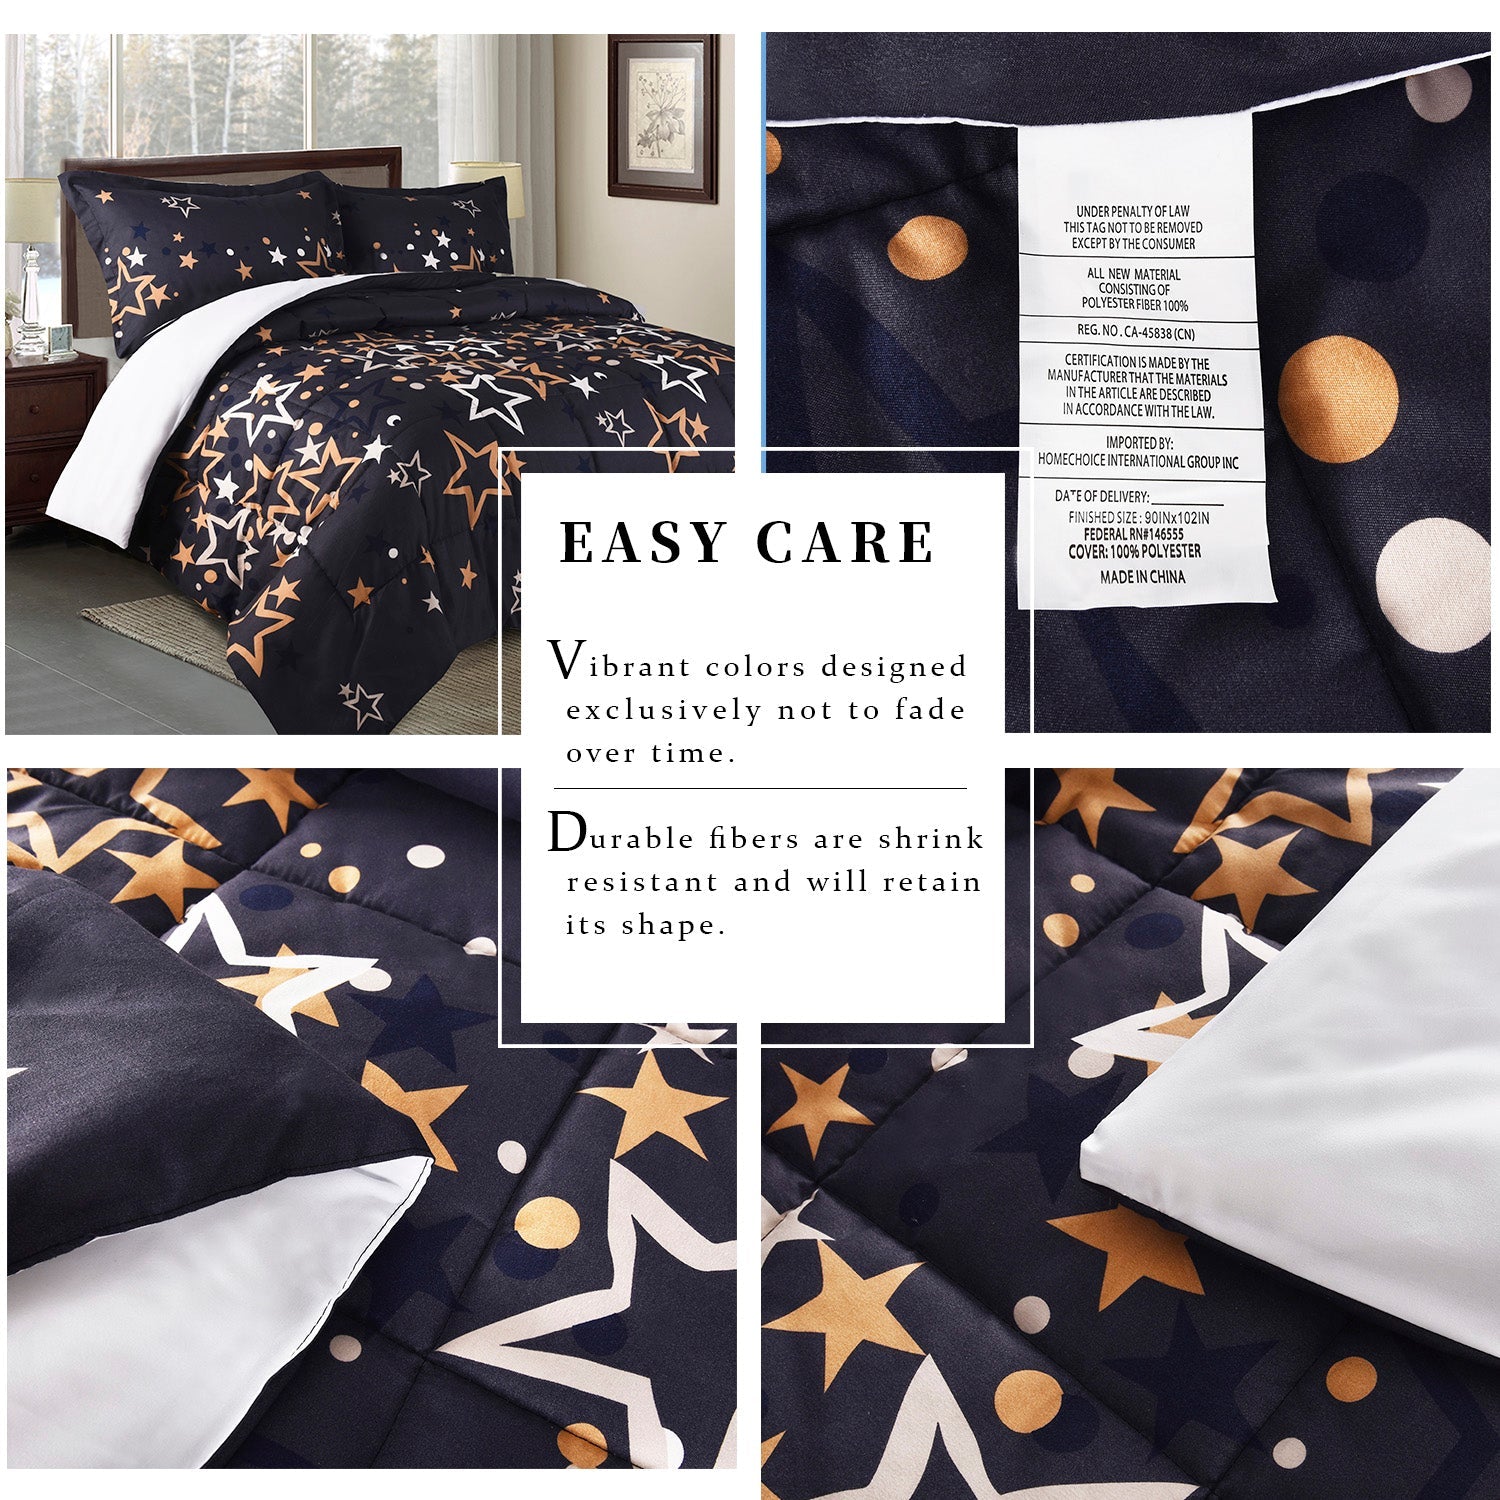 UNDER PENALTY OF LAW
THIS TAG NOT TO BE REMOVED
EXCEPT BY THE CONSUMER
ALL NEW MATERIAL
CONSISTING OF
POLYESTER FIBER 100%
REG. NO. CA-45838 (CN)
CERTIFICATION IS MADE BY THE
MANUFACTURER THAT THE MATERIALS
IN THE ARTICLE ARE DESCRIBED
IN ACCORDANCE WITH THE LAW.
IMPORTED BY:
HOMECHOICE INTERNATIONAL GROUP INC
DATE OF DELIVERY:
FINISHED SIZE : 90INx102IN
FEDERAL RN#146555
COVER: 100% POLYESTER
MADE IN CHINA
EASY CARE
Vibrant colors designed
exclusively not to fade
over time.
Durable fibers are shrink
resistant and will retain
its shape.